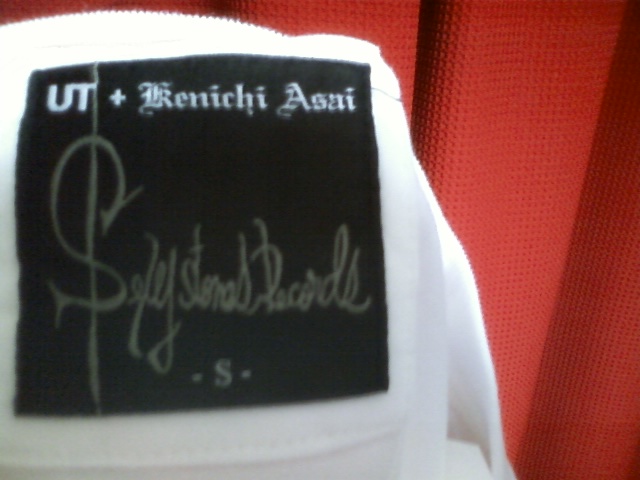 UT + Kenichi Asai
Sexy Stones Records
- S -